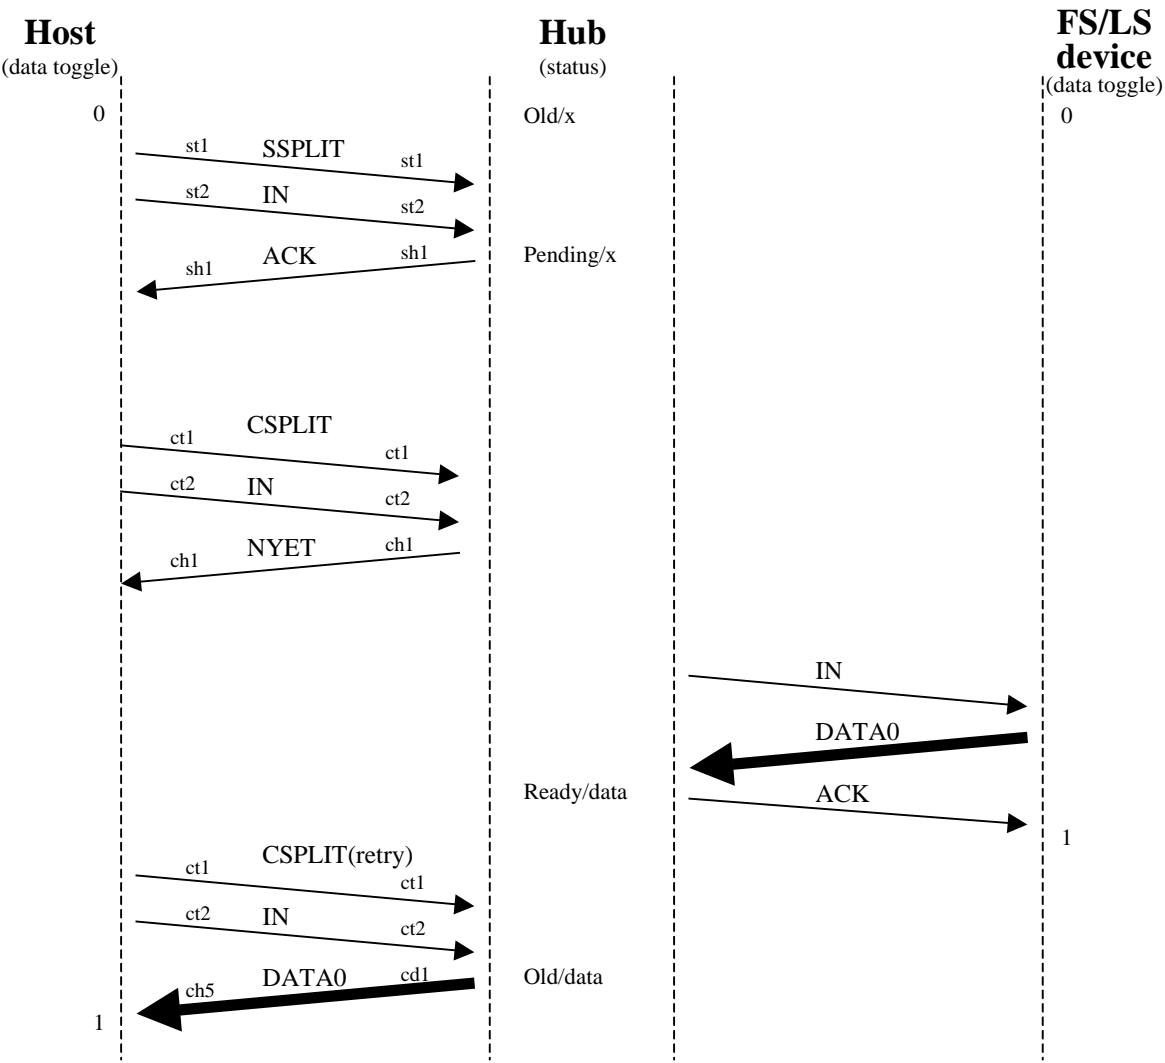 Host
(data toggle)
Hub
(status)
FS/LS
device
(data toggle)
0
Old/x
0
st1 SSPLIT st1
st2 IN st2
Pending/x
sh1 ACK sh1
CSPLIT
ct1 ct1
ct2 IN ct2
NYET
ch1 ch1
IN
DATA0
Ready/data
ACK
1
CSPLIT(retry)
ct1 ct1
ct2 IN ct2
Old/data
ch5 DATA0 cd1
1